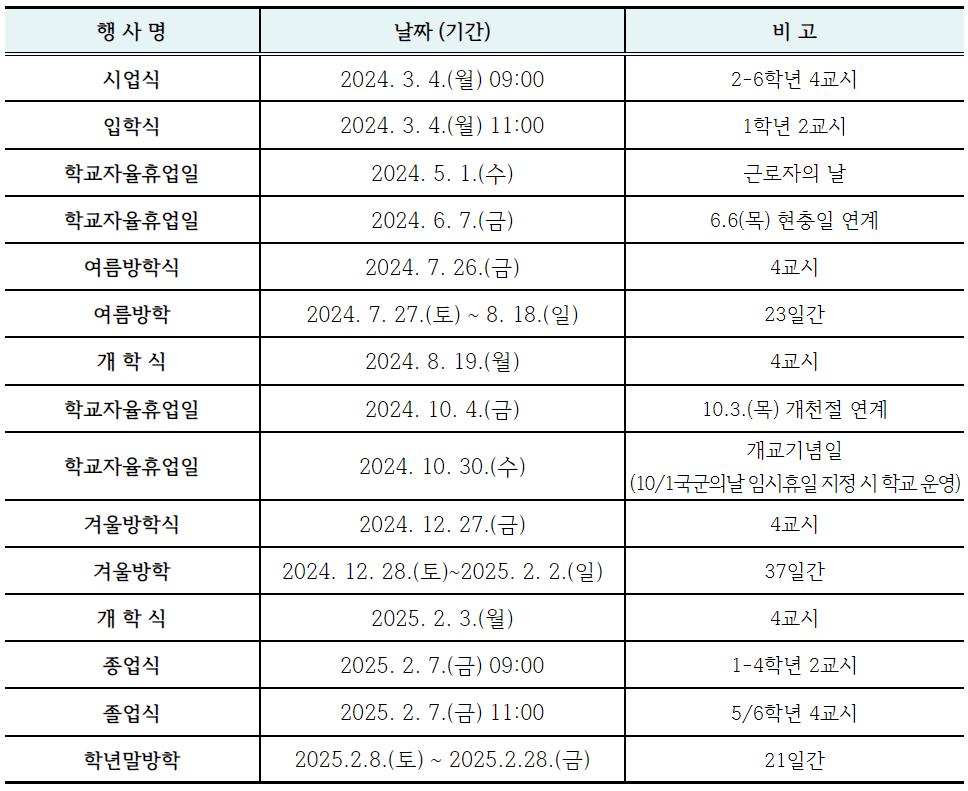 행 사 명 날짜 (기간) 비 고
시업식 2024. 3. 4.(월) 09:00 2-6학년 4교시
입학식 2024. 3. 4.(월) 11:00 1학년 2교시
학교자율휴업일 2024. 5. 1.(수) 근로자의 날
학교자율휴업일 2024. 6. 7.(금) 6.6(목) 현충일 연계
여름방학식 2024. 7. 26.(금) 4교시
여름방학 2024. 7. 27.(토) ~ 8. 18.(일) 23일간
개 학 식 2024. 8. 19.(월) 4교시
학교자율휴업일 2024. 10. 4.(금) 10.3.(목) 개천절 연계
학교자율휴업일 2024. 10. 30.(수) 개교기념일
(10/1국군의날 임시휴일 지정 시 학교 운영)
겨울방학식 2024. 12. 27.(금) 4교시
겨울방학 2024. 12. 28.(토)~2025. 2. 2.(일) 37일간
개 학 식 2025. 2. 3.(월) 4교시
종업식 2025. 2. 7.(금) 09:00 1-4학년 2교시
졸업식 2025. 2. 7.(금) 11:00 5/6학년 4교시
학년말방학 2025.2.8.(토) ~ 2025.2.28.(금) 21일간